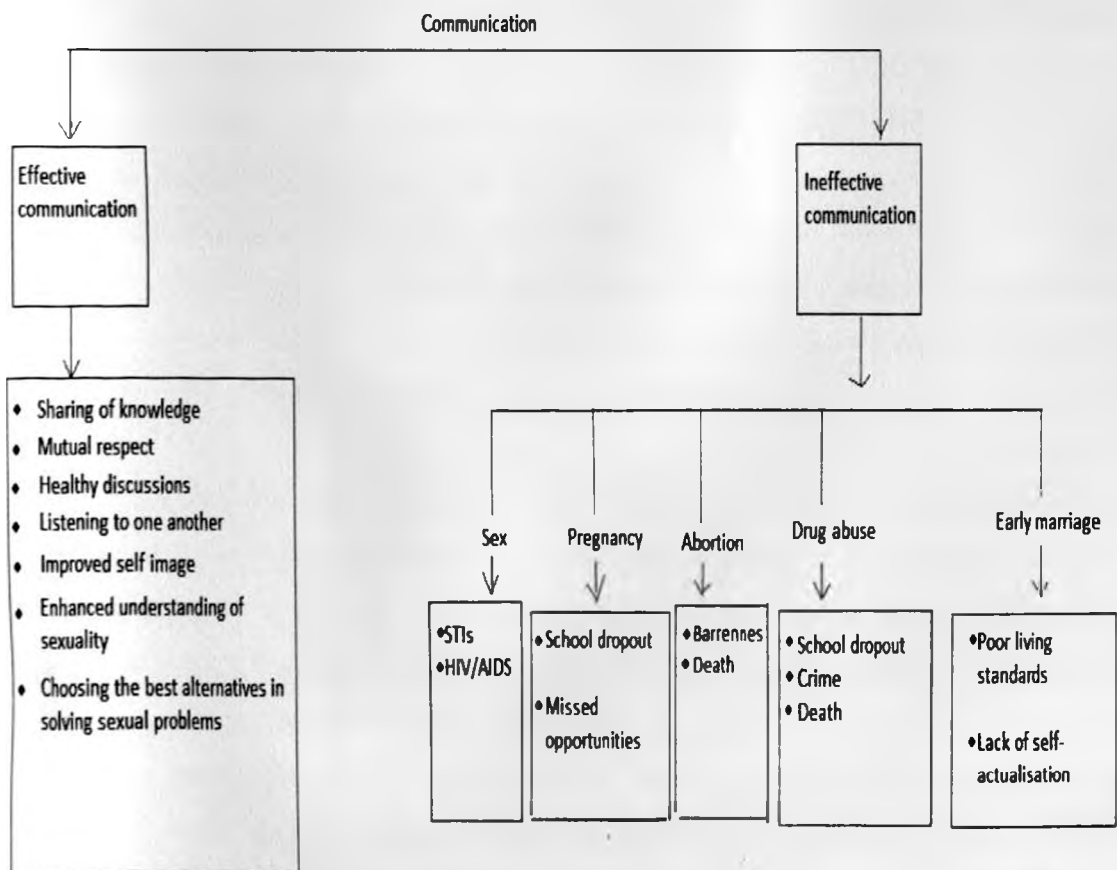 Communication
Effective
communication
Ineffective
communication
• Sharing of knowledge
• Mutual respect
• Healthy discussions
• Listening to one another
• Improved self image
• Enhanced understanding of
sexuality
• Choosing the best alternatives in
solving sexual problems
Sex
Pregnancy
Abortion
Drug abuse
Early marriage
•STIs
•HIV/AIDS
• School dropout
• Missed
opportunities
•Barrennes
•Death
• School dropout
• Crime
• Death
•Poor living
standards
•Lack of self-
actualisation